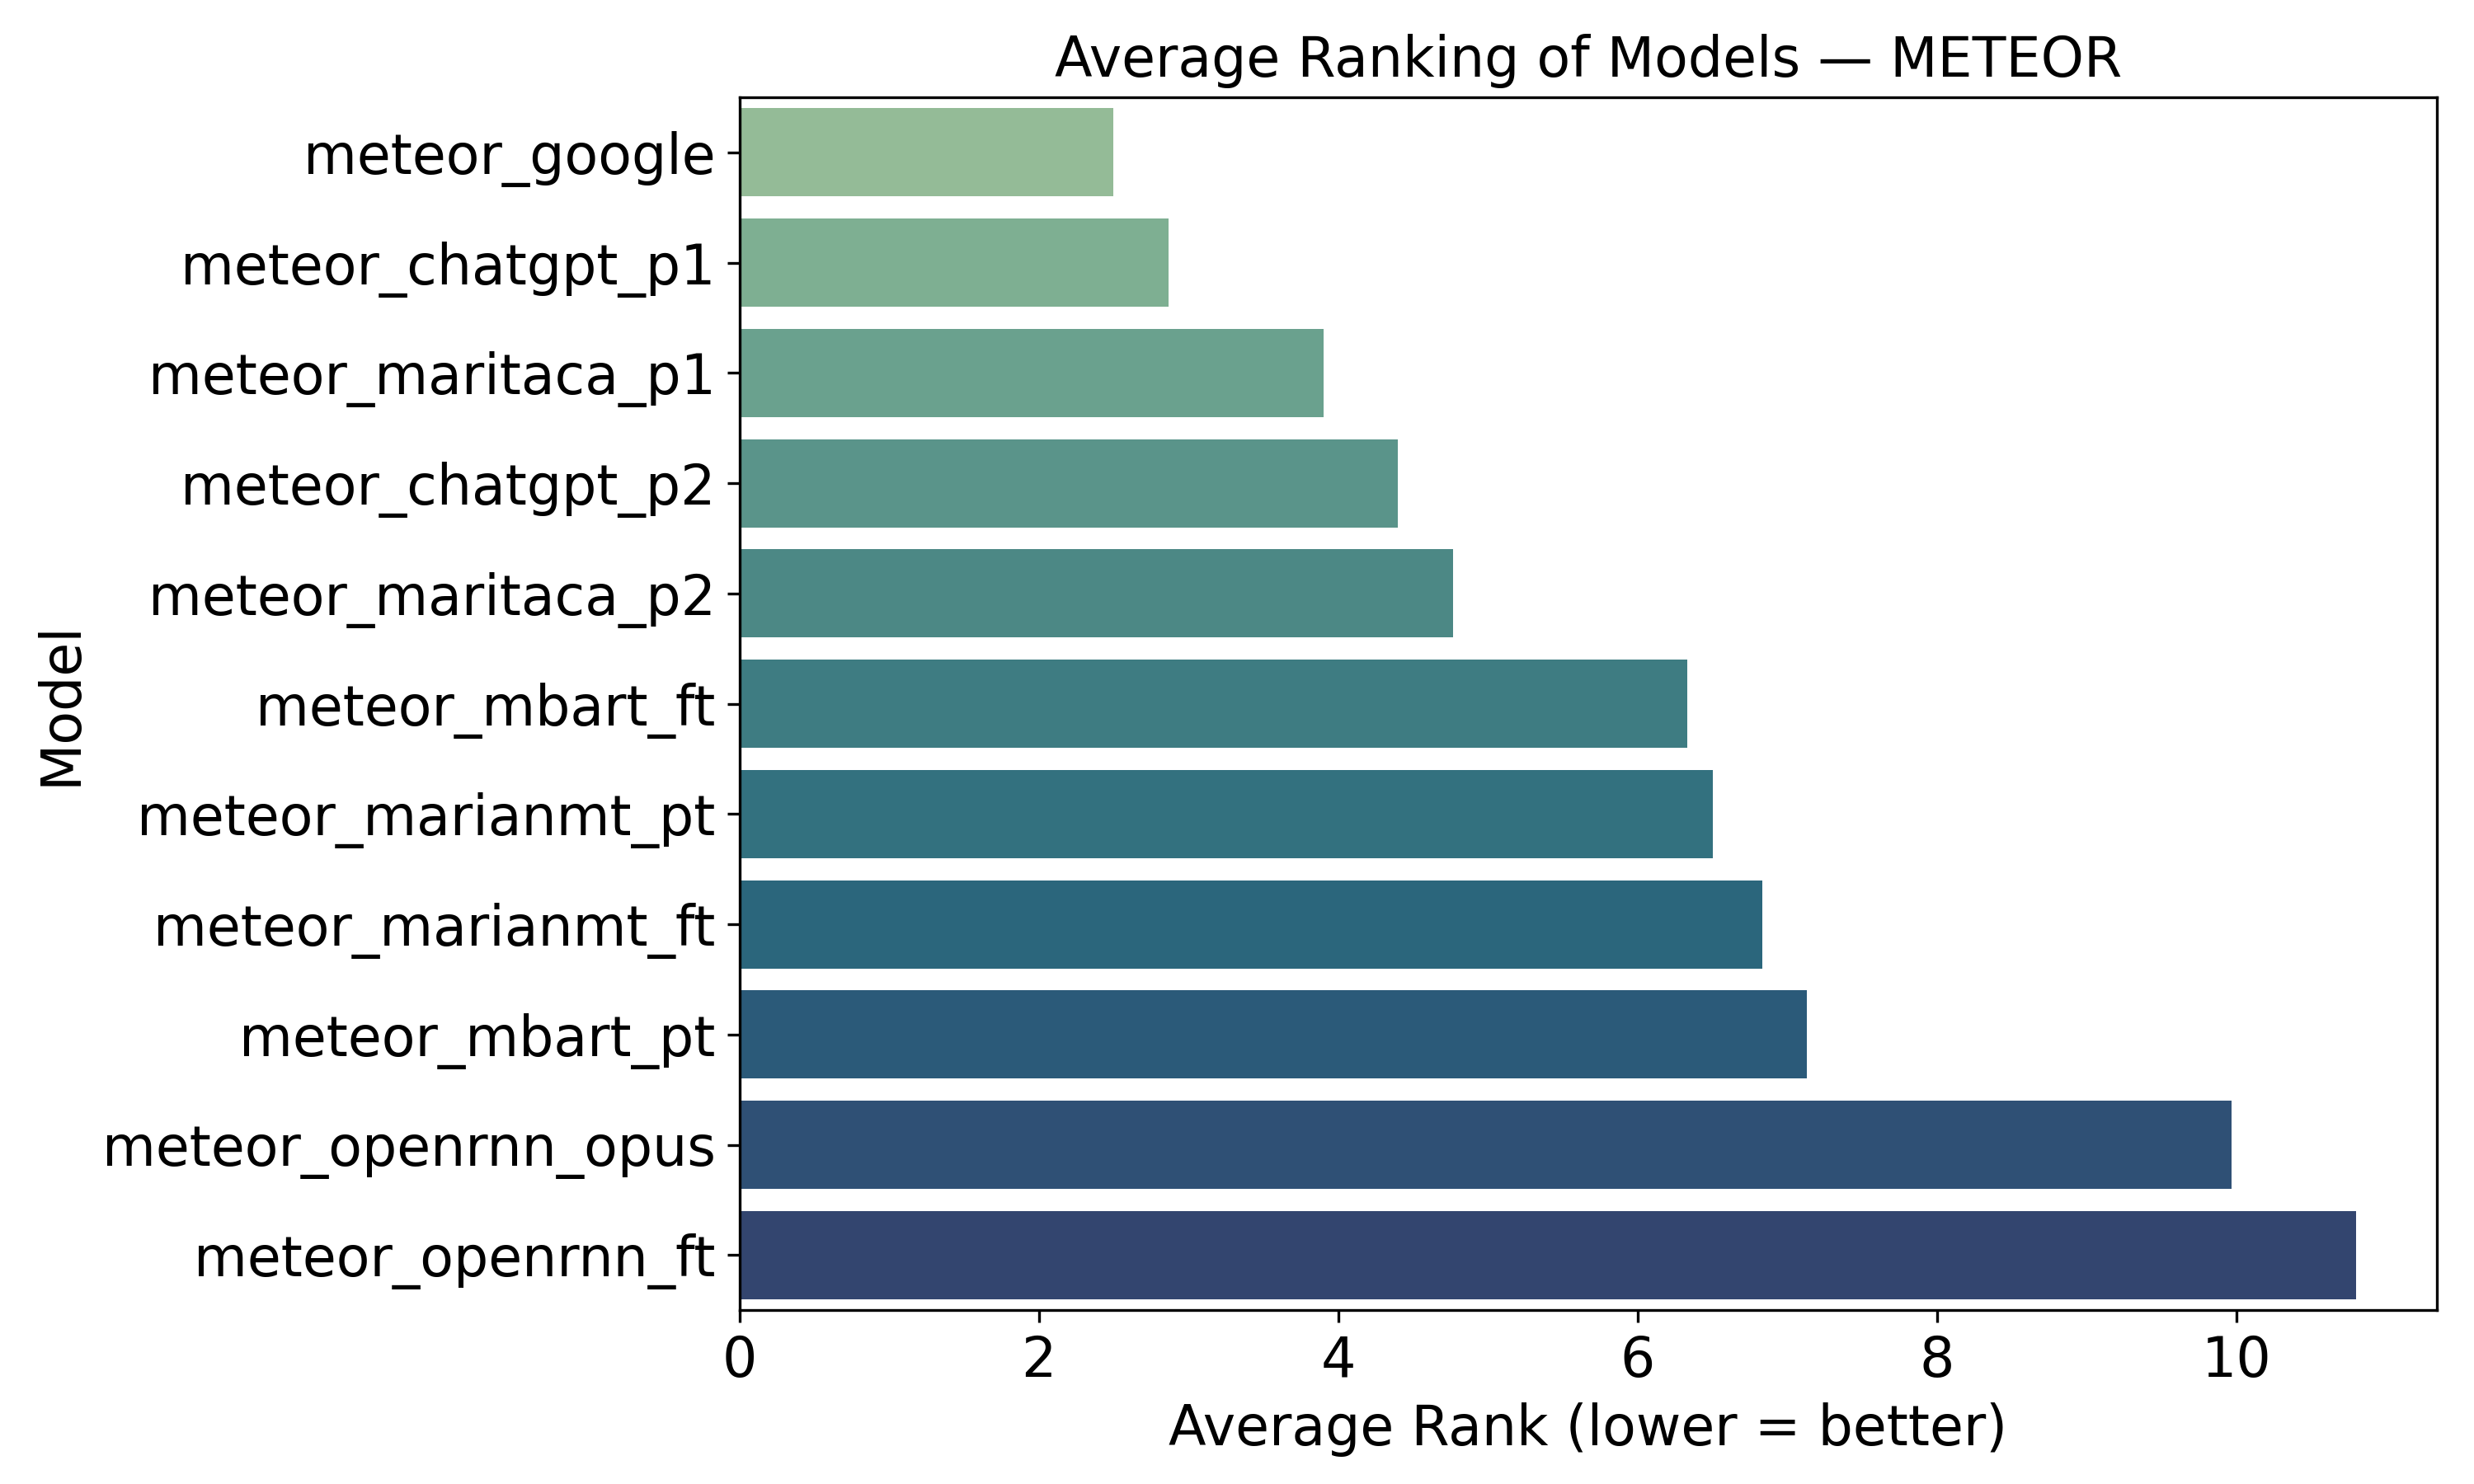 Average Ranking of Models — METEOR
meteor_google
meteor_chatgpt_p1
meteor_maritaca_p1
meteor_chatgpt_p2
meteor_maritaca_p2
meteor_mbart_ft
meteor_marianmt_pt
meteor_marianmt_ft
meteor_mbart_pt
meteor_openrnn_opus
meteor_openrnn_ft
Model
0 2 4 6 8 10
Average Rank (lower = better)